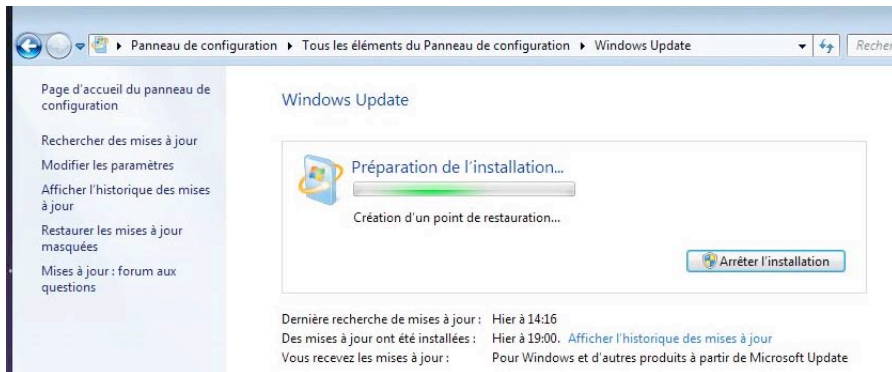 Panneau de configuration ▸ Tous les éléments du Panneau de configuration ▸ Windows Update
Recher
Page d'accueil du panneau de
configuration
Rechercher des mises à jour
Modifier les paramètres
Afficher l'historique des mises
à jour
Restaurer les mises à jour
masquées
Mises à jour : forum aux
questions
Windows Update
Préparation de l'installation...
Création d'un point de restauration...
Arrêter l'installation
Dernière recherche de mises à jour : Hier à 14:16
Des mises à jour ont été installées : Hier à 19:00. Afficher l'historique des mises à jour
Vous recevez les mises à jour : Pour Windows et d'autres produits à partir de Microsoft Update